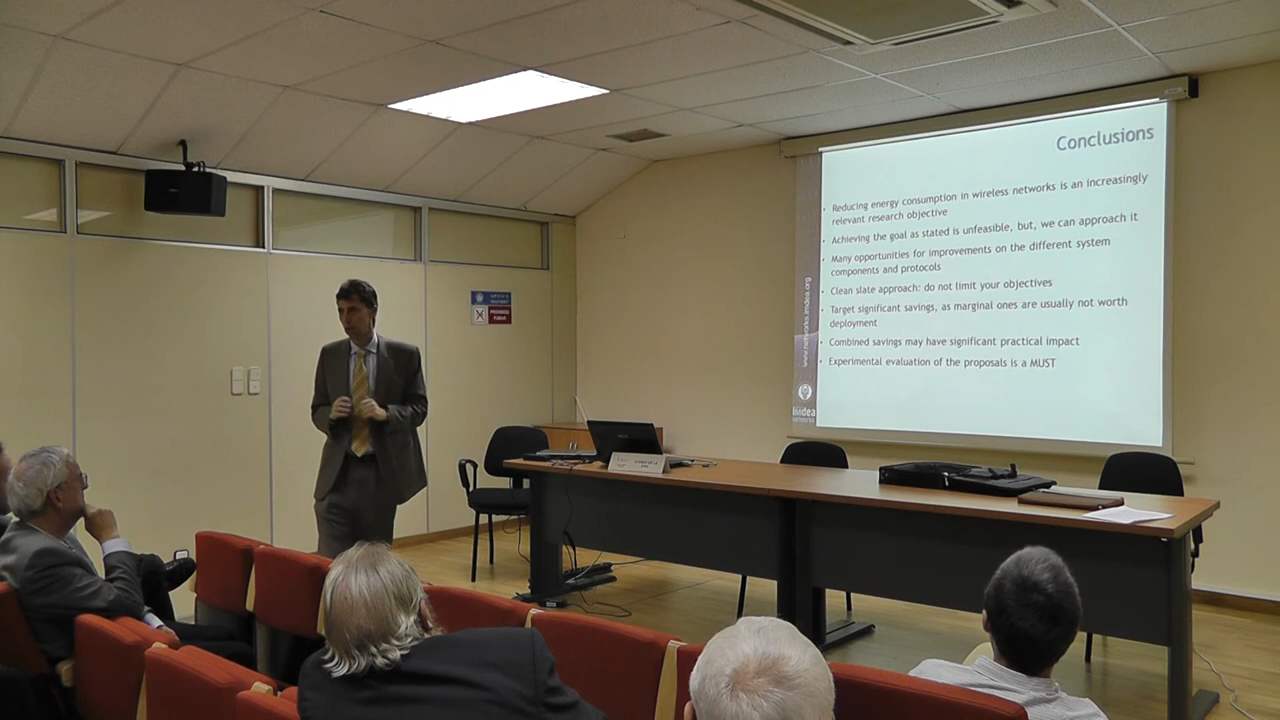 Conclusions
Reducing energy consumption in wireless networks is an increasingly
relevant research objective
Achieving the goal as stated is unfeasible, but, we can approach it
Many opportunities for improvements on the different system
components and protocols
Clean slate approach: do not limit your objectives
Target significant savings, as marginal ones are usually not worth
deployment
Combined savings may have significant practical impact
Experimental evaluation of the proposals is a MUST
www.networks.imdea.org
imdea
networks
PROHIBIDO
FUMAR